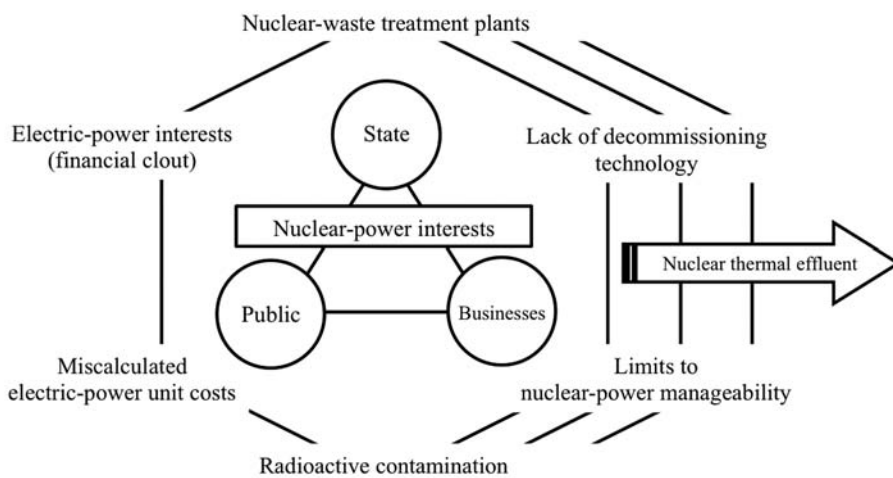 Nuclear-waste treatment plants
Electric-power interests
(financial clout)
State
Lack of decommissioning
technology
Nuclear-power interests
Nuclear thermal effluent
Public
Businesses
Miscalculated
electric-power unit costs
Limits to
nuclear-power manageability
Radioactive contamination